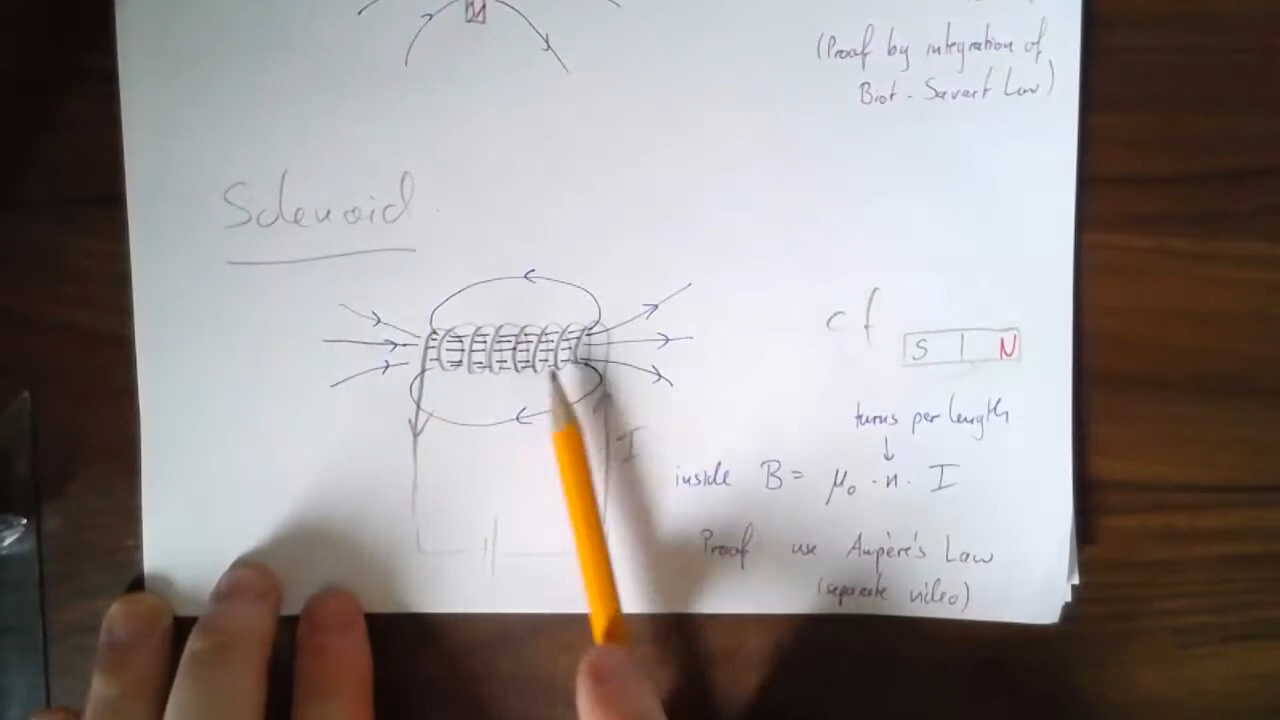 (Proof by integration of
Biot-Savart Law)
Solenoid
cf
S N
turns per length
I
inside B = μ₀ · n · I
Proof use Ampère's Law
(separate video)